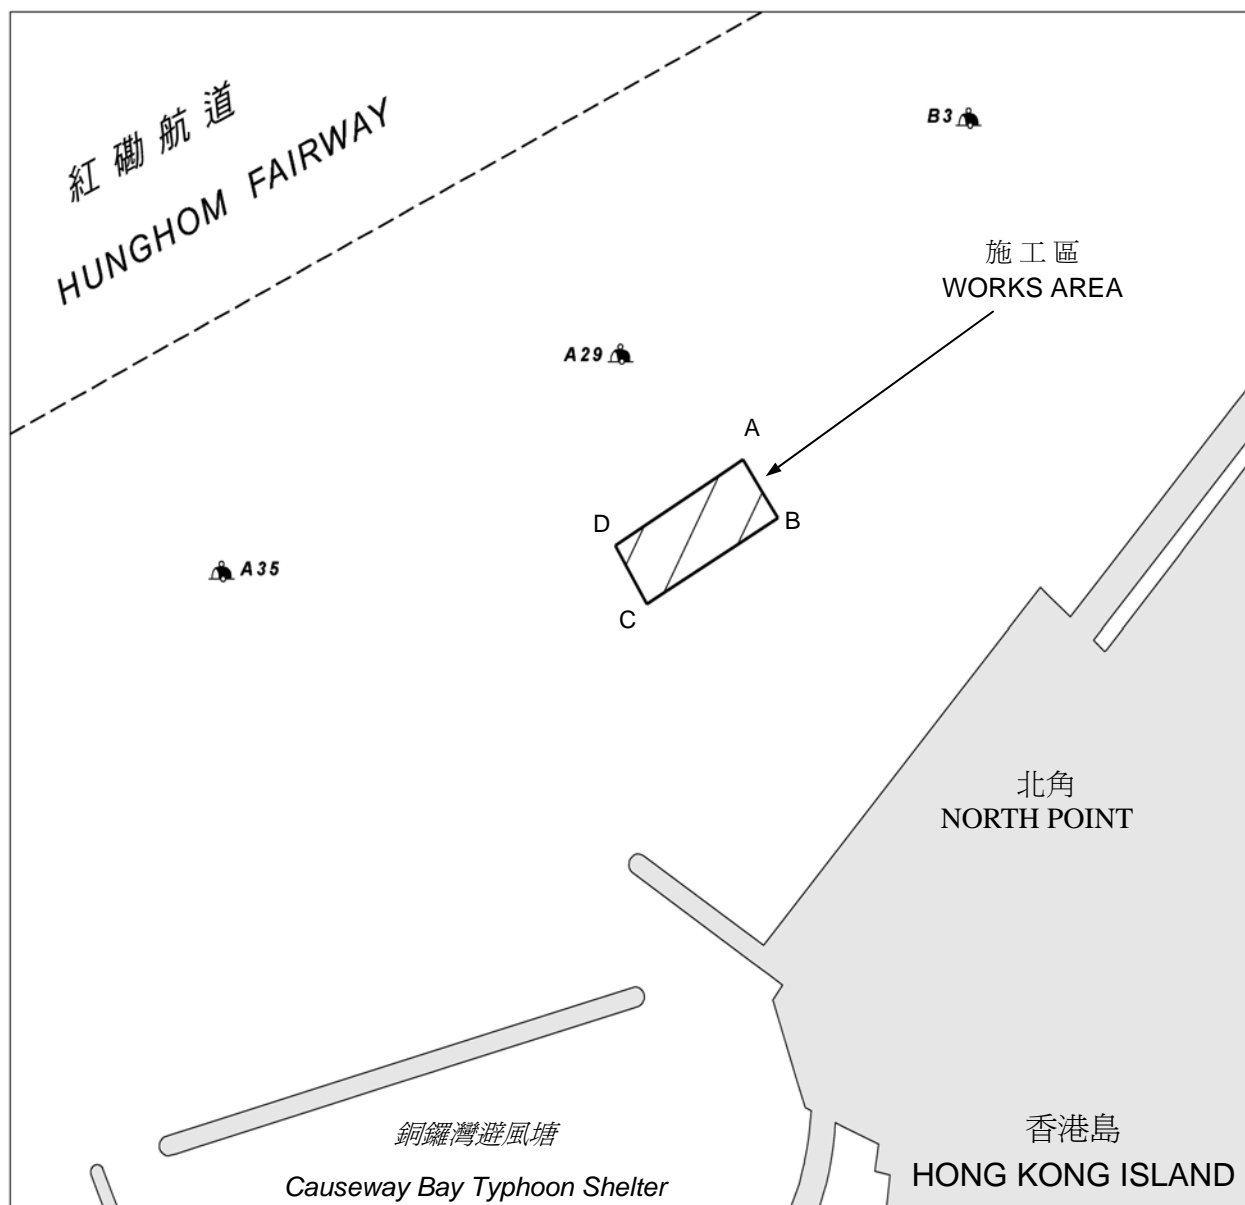 紅磡航道
HUNGHOM FAIRWAY
B3
施工區
WORKS AREA
A29
A
D
B
A35
C
北角
NORTH POINT
銅鑼灣避風塘
Causeway Bay Typhoon Shelter
香港島
HONG KONG ISLAND